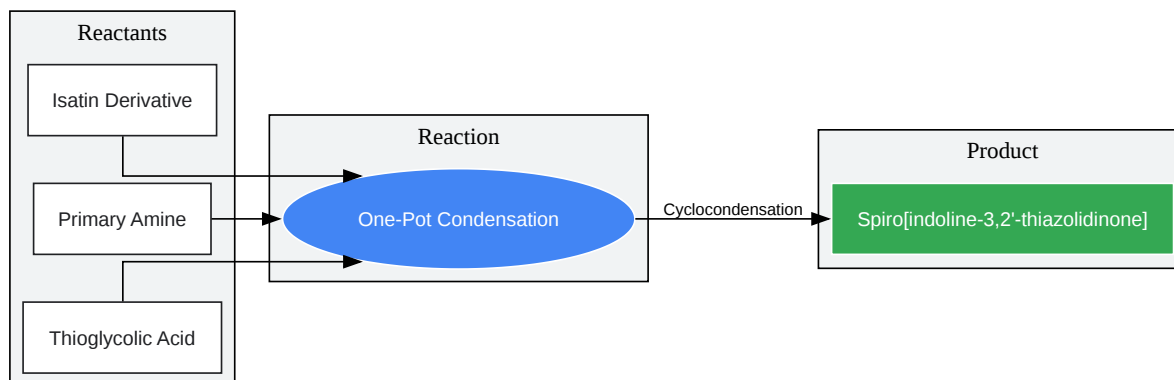 Reactants
Isatin Derivative
Primary Amine
Thioglycolic Acid
Reaction
One-Pot Condensation
Cyclocondensation
Product
Spiro[indoline-3,2'-thiazolidinone]